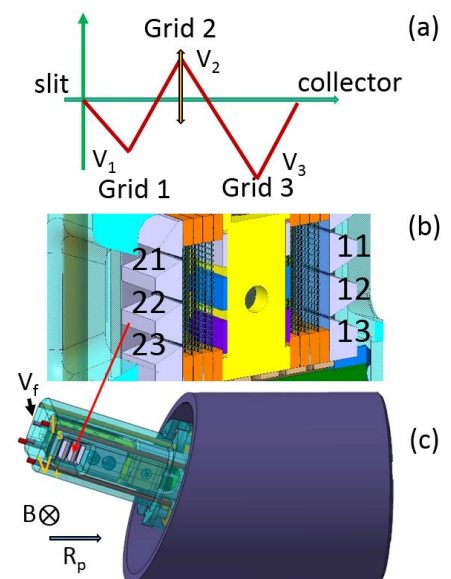 (a)
Grid 2
V2
slit
collector
V1
V3
Grid 1
Grid 3
(b)
21
11
22
12
23
13
Vf
(c)
B⊗
Rp